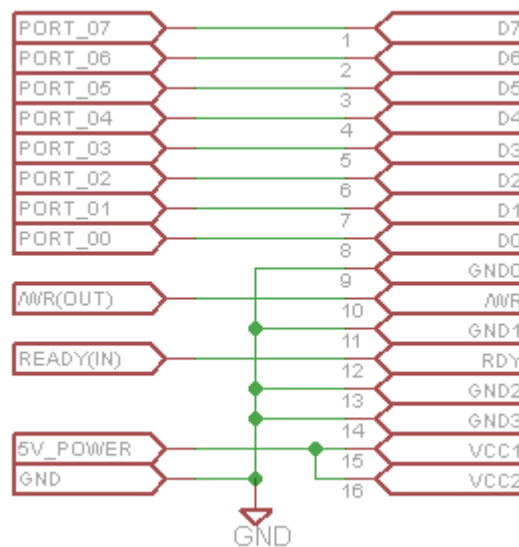 PORT_07 1 D7
PORT_06 2 D6
PORT_05 3 D5
PORT_04 4 D4
PORT_03 5 D3
PORT_02 6 D2
PORT_01 7 D1
PORT_00 8 D0
9 GND0
/WR(OUT) 10 /WR
11 GND1
READY(IN) 12 RDY
13 GND2
14 GND3
5V_POWER 15 VCC1
GND 16 VCC2
GND